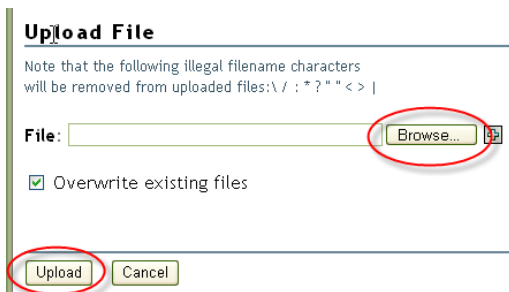 Upload File
Note that the following illegal filename characters
will be removed from uploaded files:\ / : * ? " " < > |
File: Browse...
Overwrite existing files
Upload Cancel